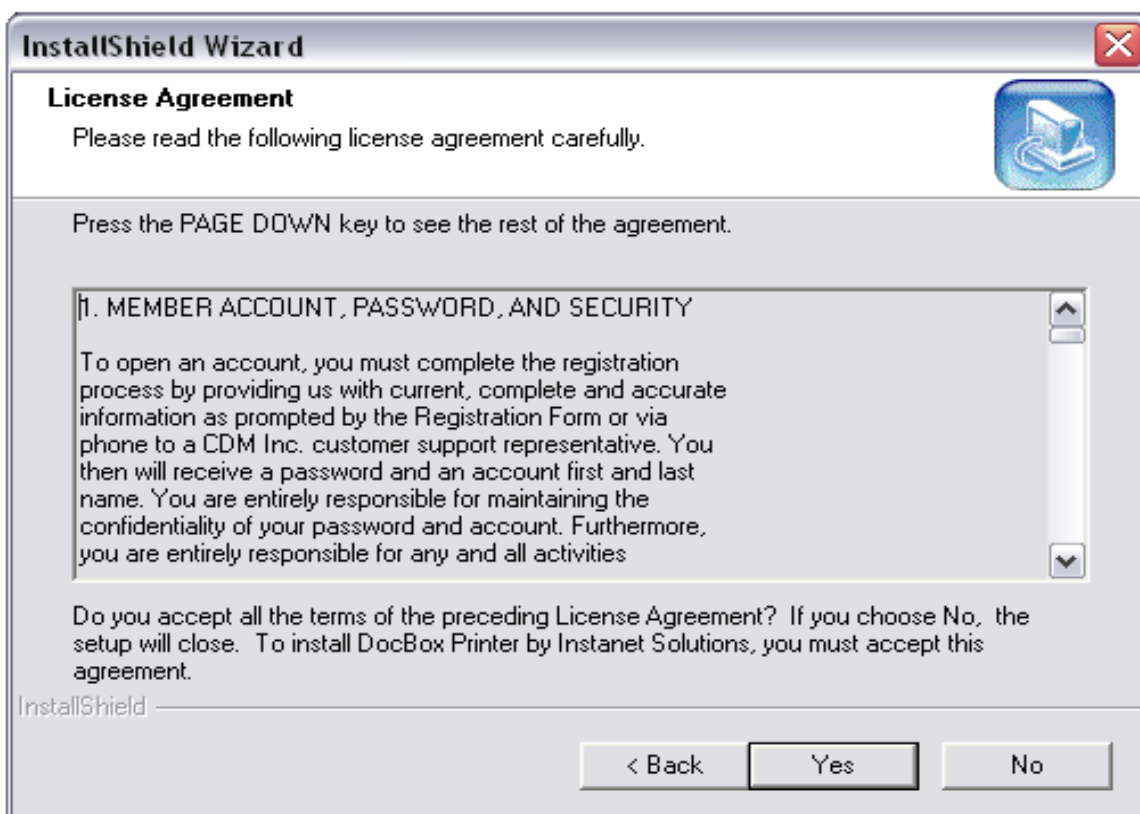 InstallShield Wizard
License Agreement
Please read the following license agreement carefully.
Press the PAGE DOWN key to see the rest of the agreement.
1. MEMBER ACCOUNT, PASSWORD, AND SECURITY
To open an account, you must complete the registration
process by providing us with current, complete and accurate
information as prompted by the Registration Form or via
phone to a CDM Inc. customer support representative. You
then will receive a password and an account first and last
name. You are entirely responsible for maintaining the
confidentiality of your password and account. Furthermore,
you are entirely responsible for any and all activities
Do you accept all the terms of the preceding License Agreement?  If you choose No,  the
setup will close.  To install DocBox Printer by Instanet Solutions, you must accept this
agreement.
InstallShield
< Back
Yes
No